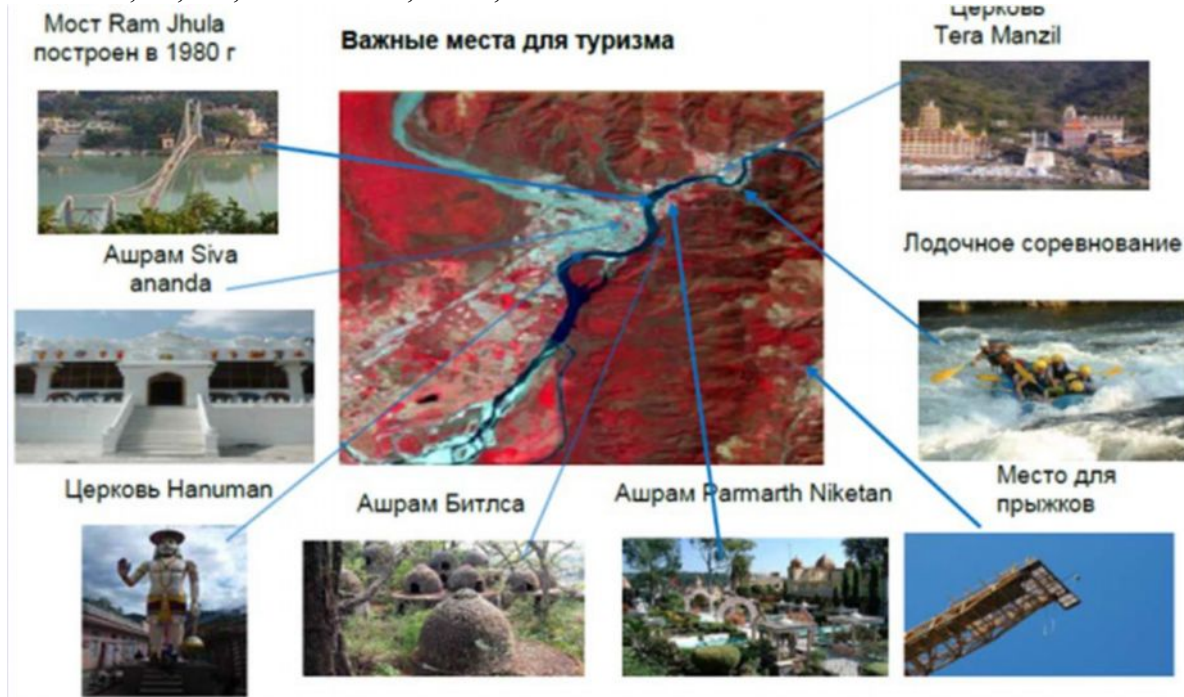 Мост Ram Jhula
построен в 1980 г
Важные места для туризма
Церковь
Tera Manzil
Ашрам Siva
ananda
Лодочное соревнование
Церковь Hanuman
Ашрам Битлса
Ашрам Parmarth Niketan
Место для
прыжков